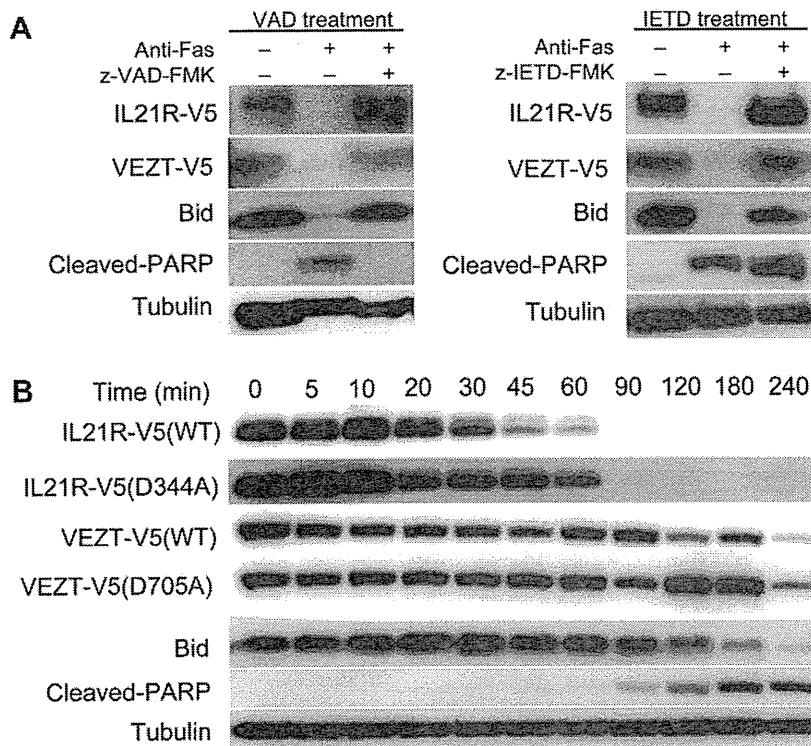 A
VAD treatment
Anti-Fas – + +
z-VAD-FMK – – +
IL21R-V5
VEZT-V5
Bid
Cleaved-PARP
Tubulin
IETD treatment
Anti-Fas – + +
z-IETD-FMK – – +
IL21R-V5
VEZT-V5
Bid
Cleaved-PARP
Tubulin
B
Time (min) 0 5 10 20 30 45 60 90 120 180 240
IL21R-V5(WT)
IL21R-V5(D344A)
VEZT-V5(WT)
VEZT-V5(D705A)
Bid
Cleaved-PARP
Tubulin